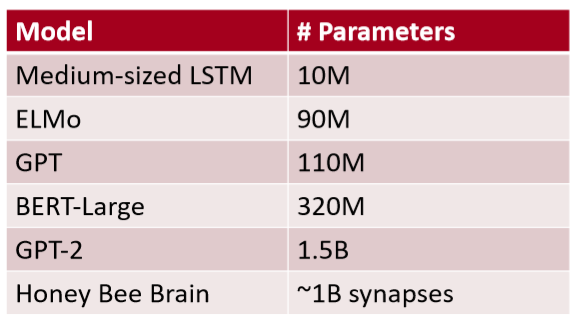 Model # Parameters
Medium-sized LSTM 10M
ELMo 90M
GPT 110M
BERT-Large 320M
GPT-2 1.5B
Honey Bee Brain ~1B synapses